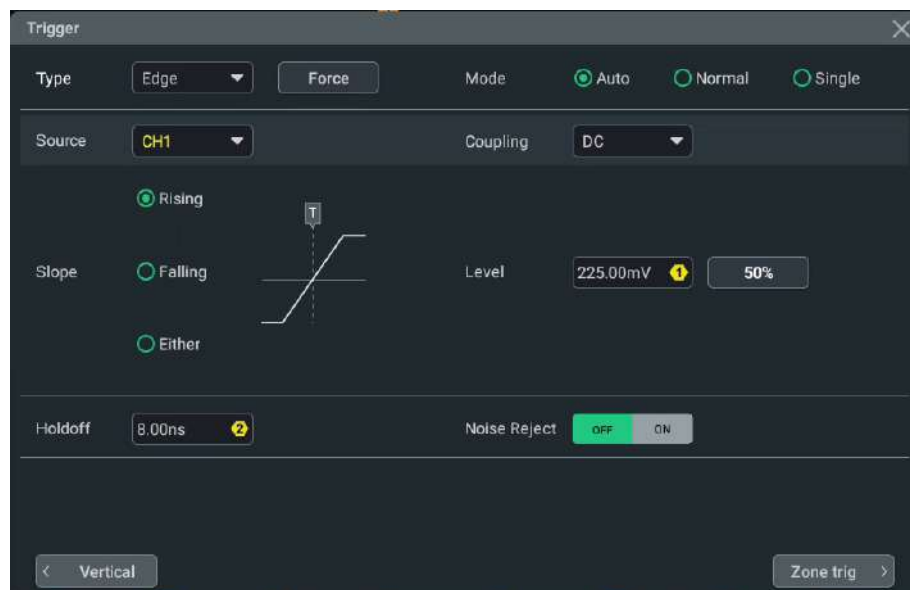 Trigger
Type Edge Force Mode Auto Normal Single
Source CH1 Coupling DC
Rising
T
Slope Falling Level 225.00mV 1 50%
Either
Holdoff 8.00ns 2 Noise Reject OFF ON
< Vertical Zone trig >